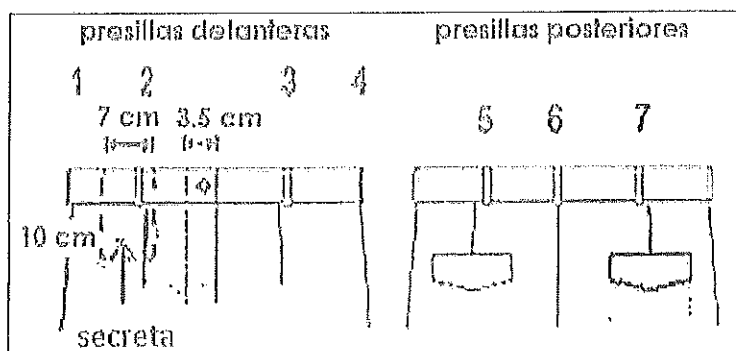 presillas delanteras
presillas posteriores
1 2 3 4
7 cm 3.5 cm
5 6 7
10 cm
secreta